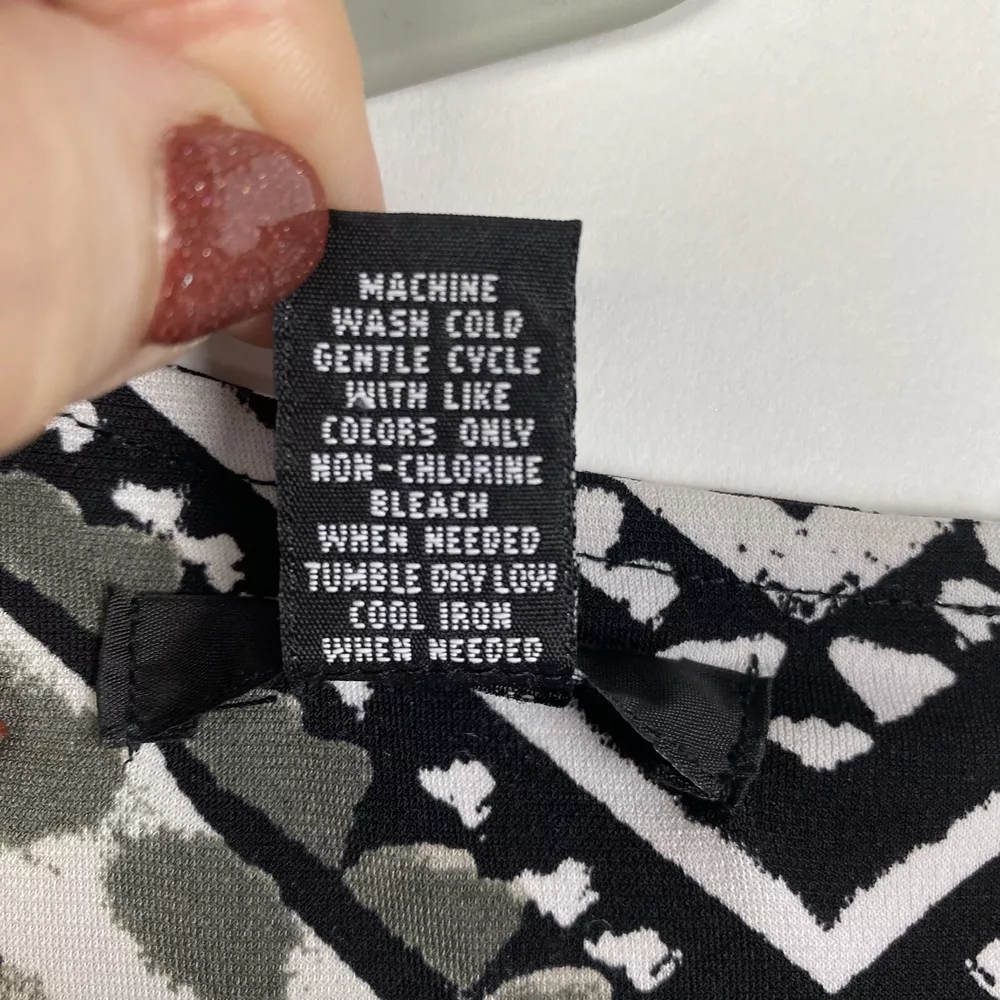 MACHINE
WASH COLD
GENTLE CYCLE
WITH LIKE
COLORS ONLY
NON-CHLORINE
BLEACH
WHEN NEEDED
TUMBLE DRY LOW
COOL IRON
WHEN NEEDED